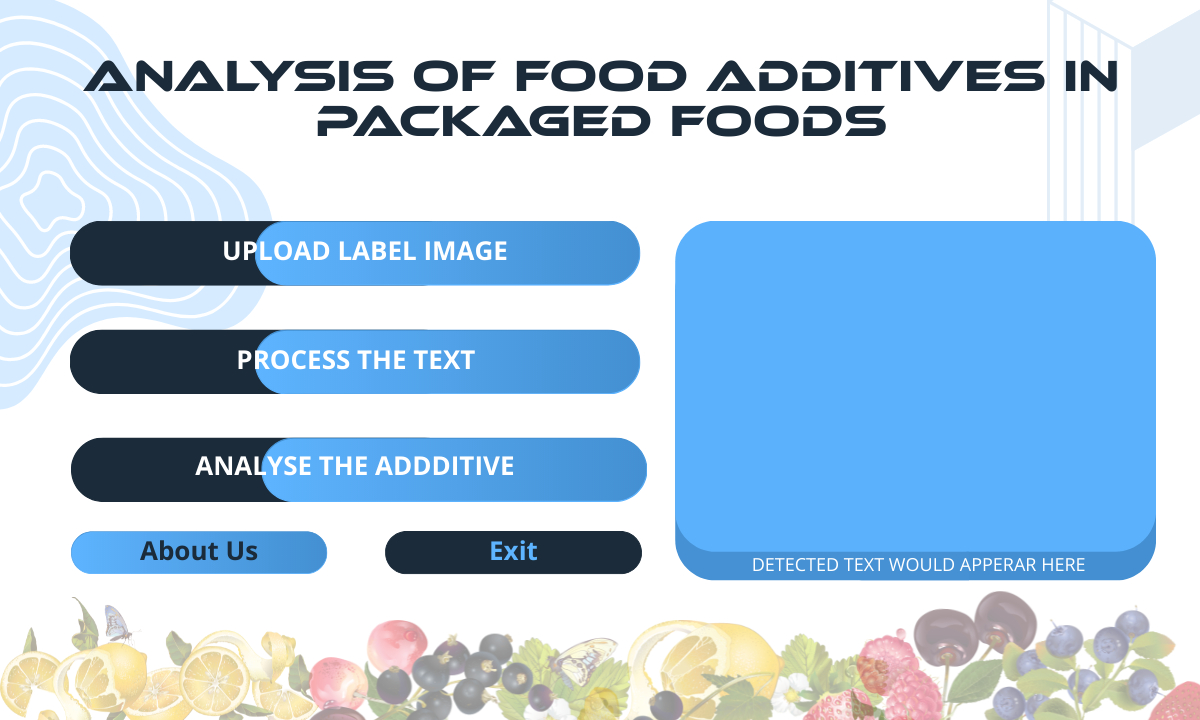 ANALYSIS OF FOOD ADDITIVES IN
PACKAGED FOODS
UPLOAD LABEL IMAGE
PROCESS THE TEXT
ANALYSE THE ADDDITIVE
About Us
Exit
DETECTED TEXT WOULD APPERAR HERE